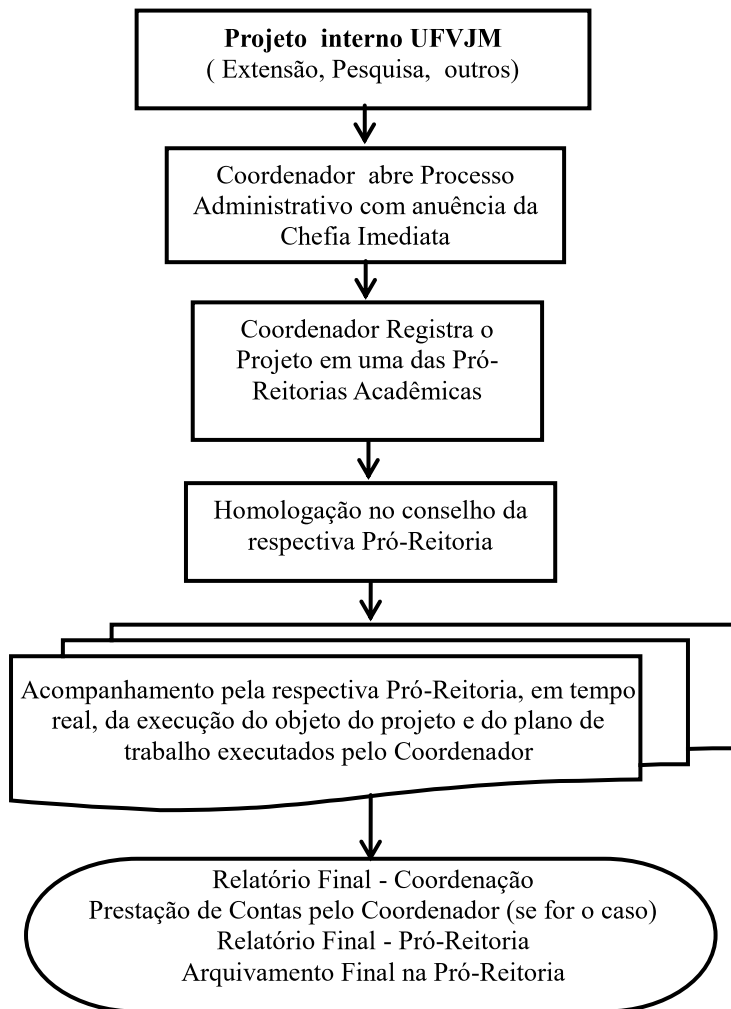 Projeto interno UFVJM
( Extensão, Pesquisa, outros)
Coordenador abre Processo
Administrativo com anuência da
Chefia Imediata
Coordenador Registra o
Projeto em uma das Pró-
Reitorias Acadêmicas
Homologação no conselho da
respectiva Pró-Reitoria
Acompanhamento pela respectiva Pró-Reitoria, em tempo
real, da execução do objeto do projeto e do plano de
trabalho executados pelo Coordenador
Relatório Final - Coordenação
Prestação de Contas pelo Coordenador (se for o caso)
Relatório Final - Pró-Reitoria
Arquivamento Final na Pró-Reitoria